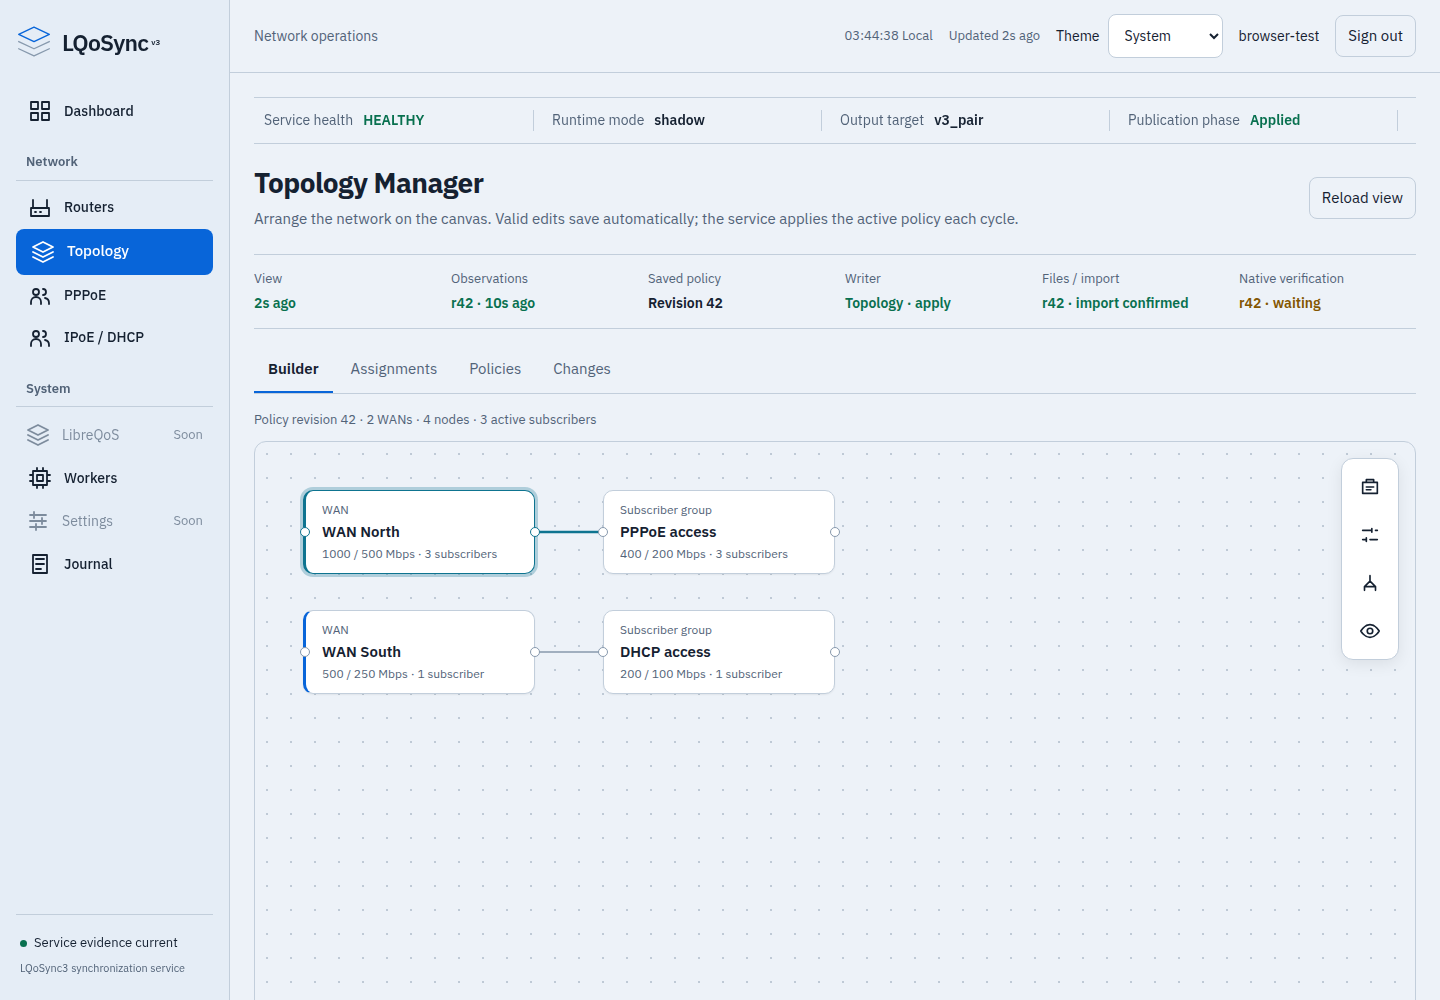 LQoSync v3
Dashboard
Network
Routers
Topology
PPPoE
IPoE / DHCP
System
LibreQoS Soon
Workers
Settings Soon
Journal
Service evidence current
LQoSync3 synchronization service
Network operations
03:44:38 Local Updated 2s ago Theme System browser-test Sign out
Service health HEALTHY Runtime mode shadow Output target v3_pair Publication phase Applied
Topology Manager
Arrange the network on the canvas. Valid edits save automatically; the service applies the active policy each cycle.
Reload view
View Observations Saved policy Writer Files / import Native verification
2s ago r42 · 10s ago Revision 42 Topology · apply r42 · import confirmed r42 · waiting
Builder Assignments Policies Changes
Policy revision 42 · 2 WANs · 4 nodes · 3 active subscribers
WAN
WAN North
1000 / 500 Mbps · 3 subscribers
Subscriber group
PPPoE access
400 / 200 Mbps · 3 subscribers
WAN
WAN South
500 / 250 Mbps · 1 subscriber
Subscriber group
DHCP access
200 / 100 Mbps · 1 subscriber